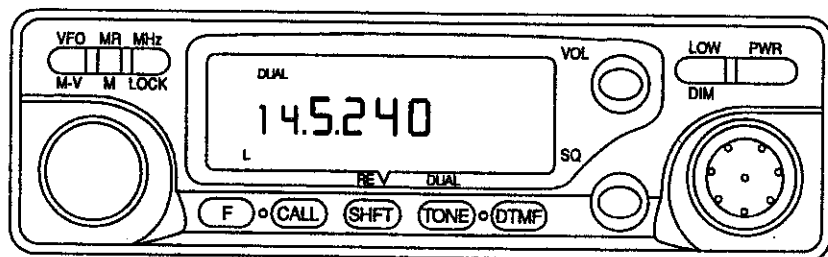 VFO MR MHz
M-V M LOCK
DUAL
14.5.240
L
VOL
SQ
LOW PWR
DIM
REV DUAL
F CALL SHFT TONE DTMF